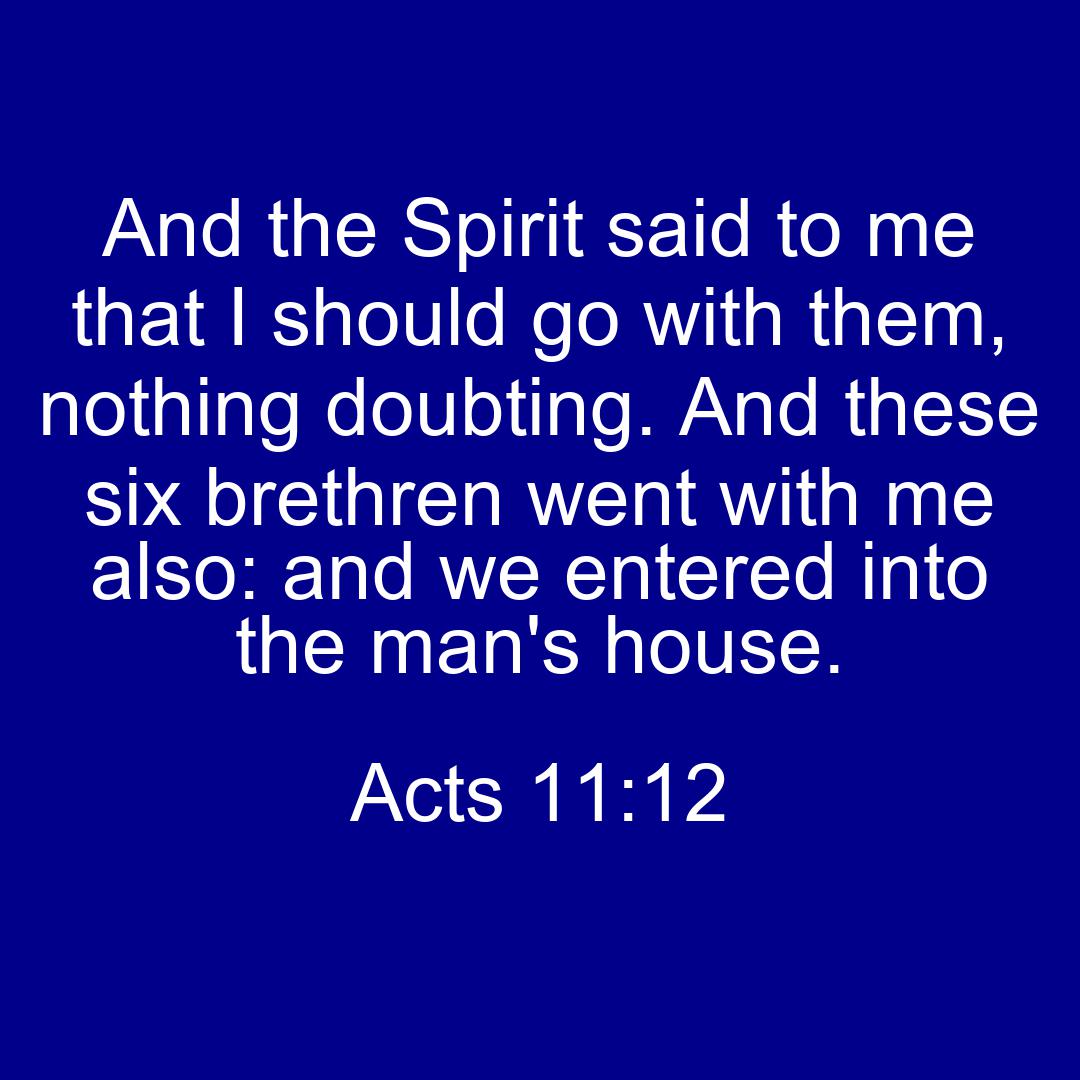 And the Spirit said to me
that I should go with them,
nothing doubting. And these
six brethren went with me
also: and we entered into
the man's house.
Acts 11:12